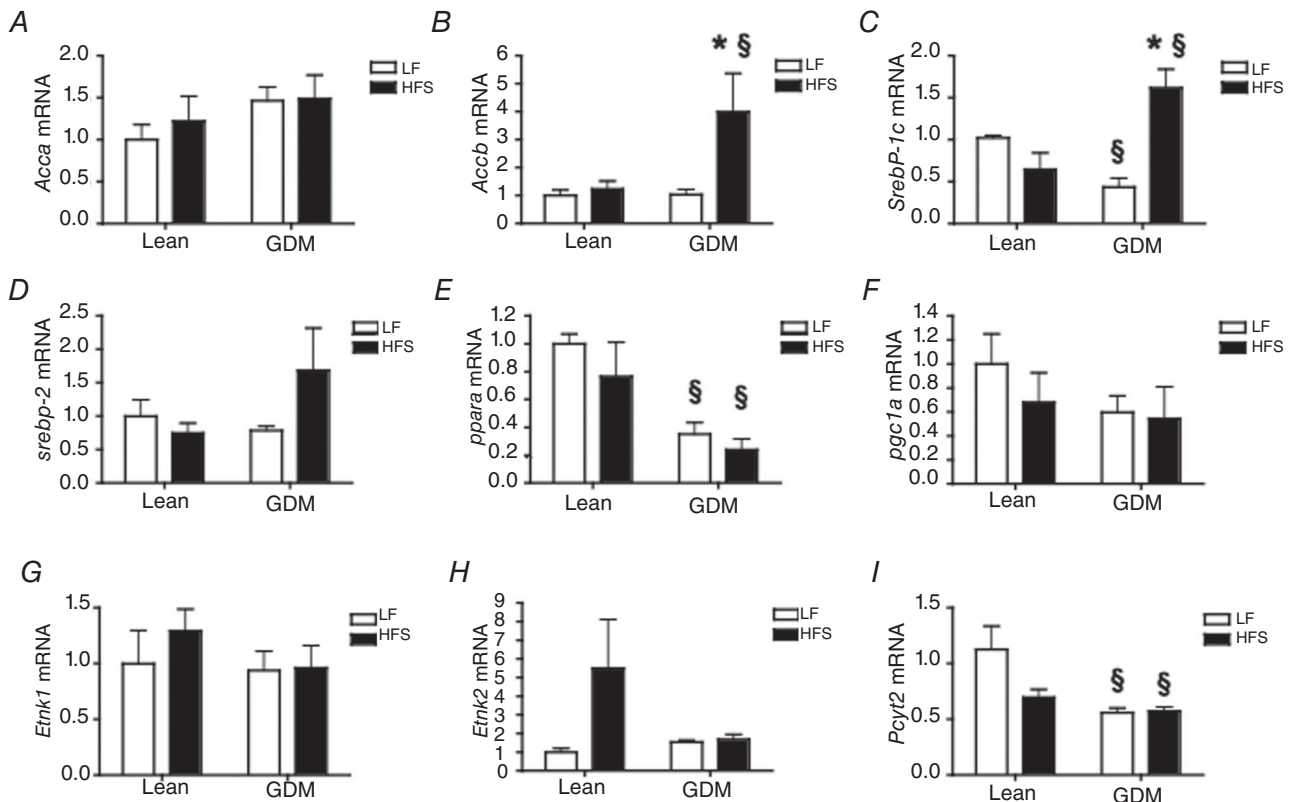 A
Acca mRNA
2.0
1.5
1.0
0.5
0.0
LF
HFS
Lean
GDM
B
Accb mRNA
6
5
4
3
2
1
0
* §
LF
HFS
Lean
GDM
C
SrebP-1c mRNA
2.0
1.5
1.0
0.5
0.0
* §
§
LF
HFS
Lean
GDM
D
srebp-2 mRNA
2.5
2.0
1.5
1.0
0.5
0.0
LF
HFS
Lean
GDM
E
ppara mRNA
1.2
1.0
0.8
0.6
0.4
0.2
0.0
§
§
LF
HFS
Lean
GDM
F
pgc1a mRNA
1.4
1.2
1.0
0.8
0.6
0.4
0.2
0.0
LF
HFS
Lean
GDM
G
Etnk1 mRNA
1.5
1.0
0.5
0.0
LF
HFS
Lean
GDM
H
Etnk2 mRNA
9
8
7
6
5
4
3
2
1
0
LF
HFS
Lean
GDM
I
Pcyt2 mRNA
1.5
1.0
0.5
0.0
§
§
LF
HFS
Lean
GDM